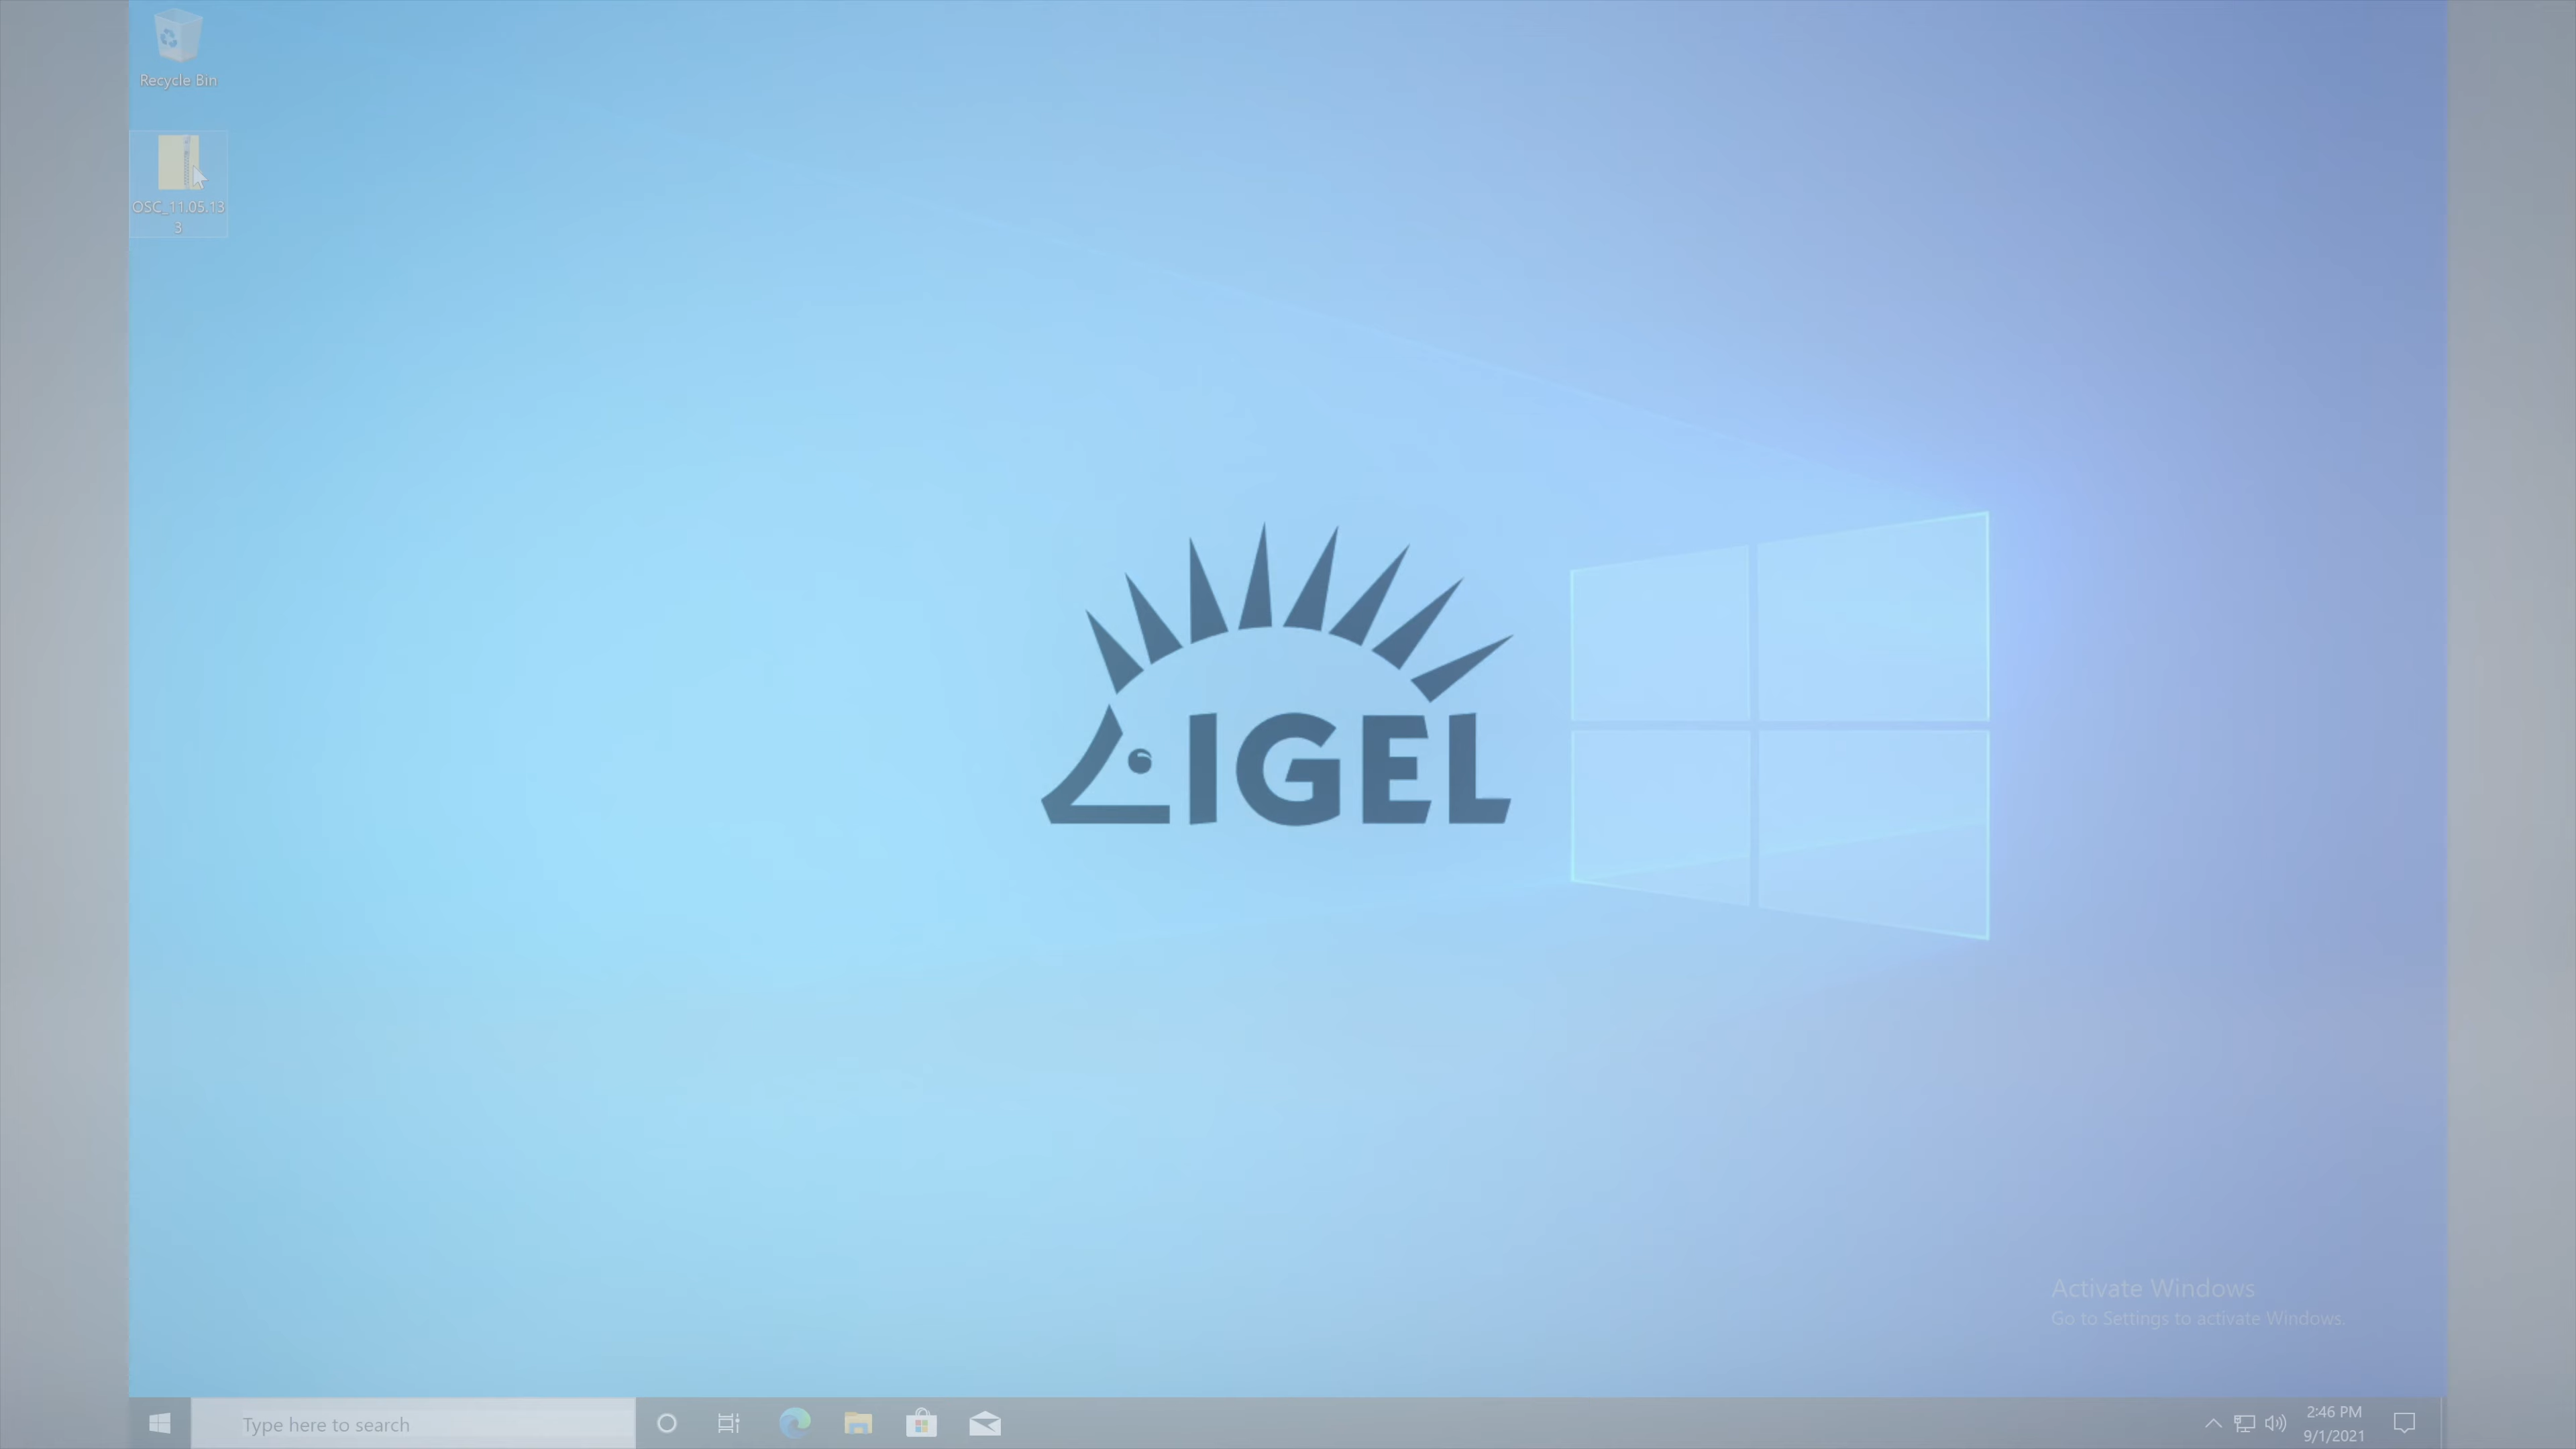 Recycle Bin
OSC_11.05.13
3
IGEL
Activate Windows
Go to Settings to activate Windows.
Type here to search
2:46 PM
9/1/2021